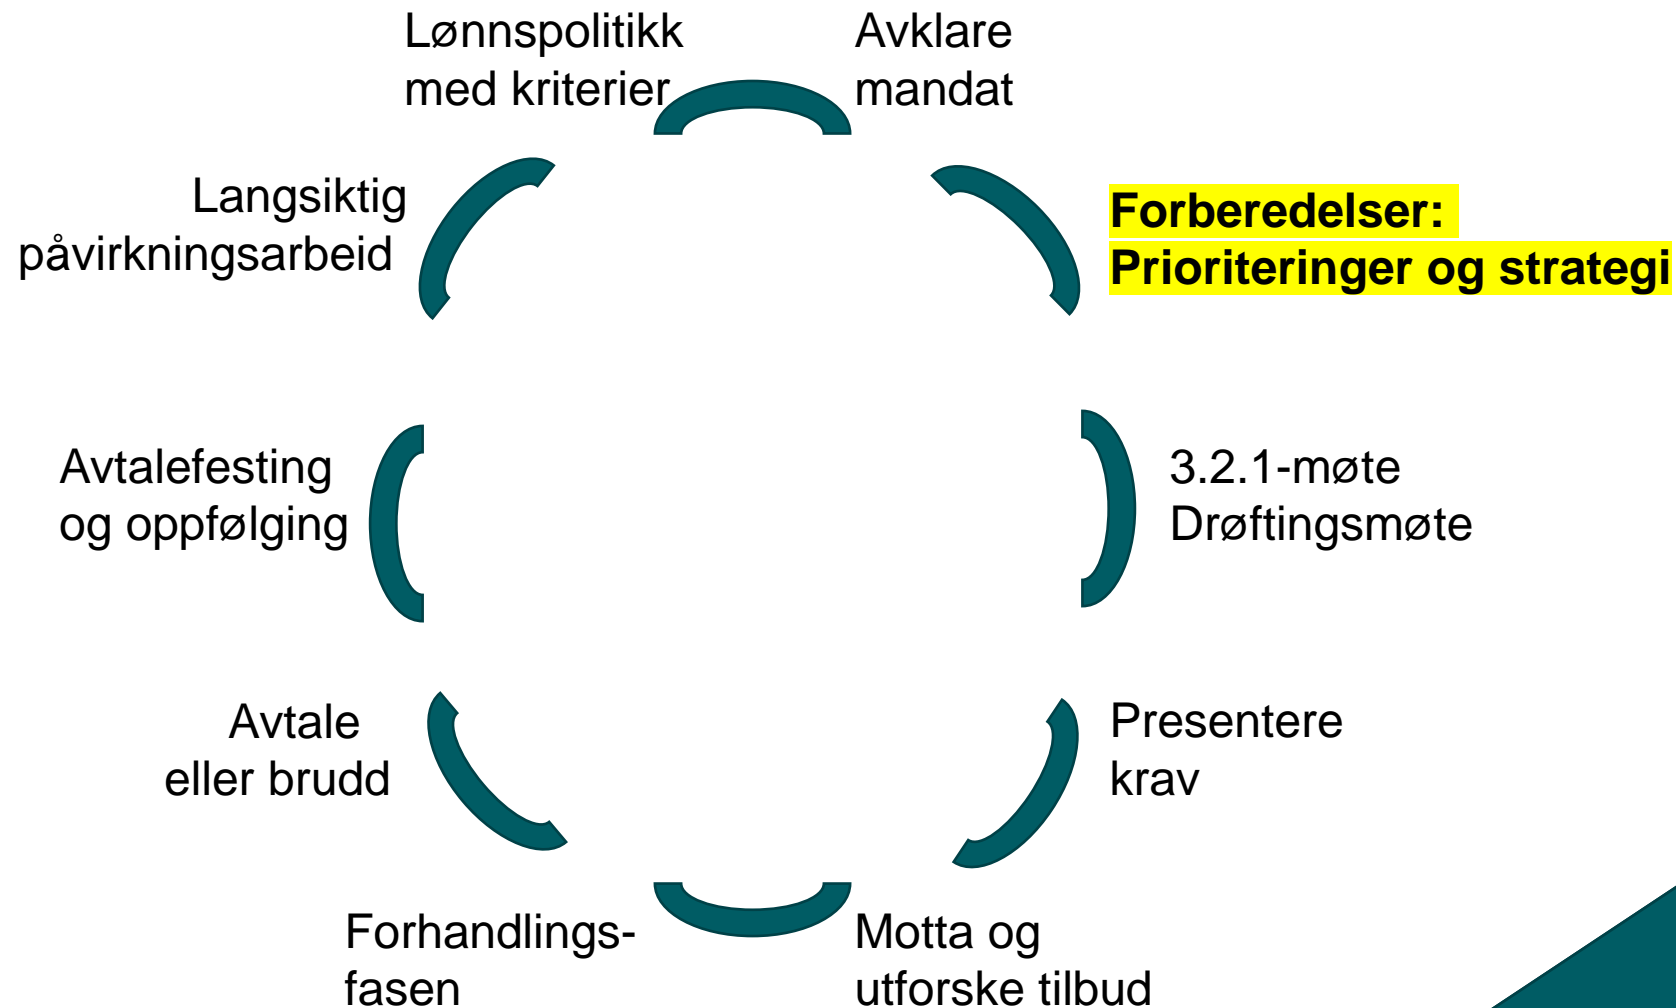 Lønnspolitikk
med kriterier
Avklare
mandat
Forberedelser:
Prioriteringer og strategi
3.2.1-møte
Drøftingsmøte
Presentere
krav
Motta og
utforske tilbud
Forhandlings-
fasen
Avtale
eller brudd
Avtalefesting
og oppfølging
Langsiktig
påvirkningsarbeid